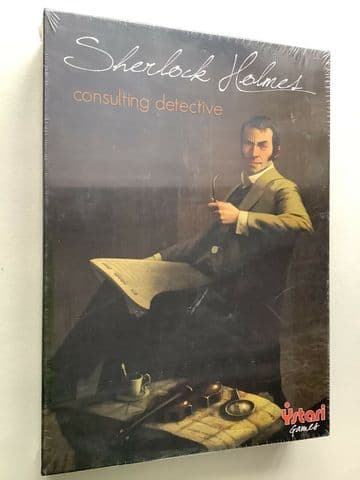 Sherlock Holmes
consulting detective
Ystari
Games